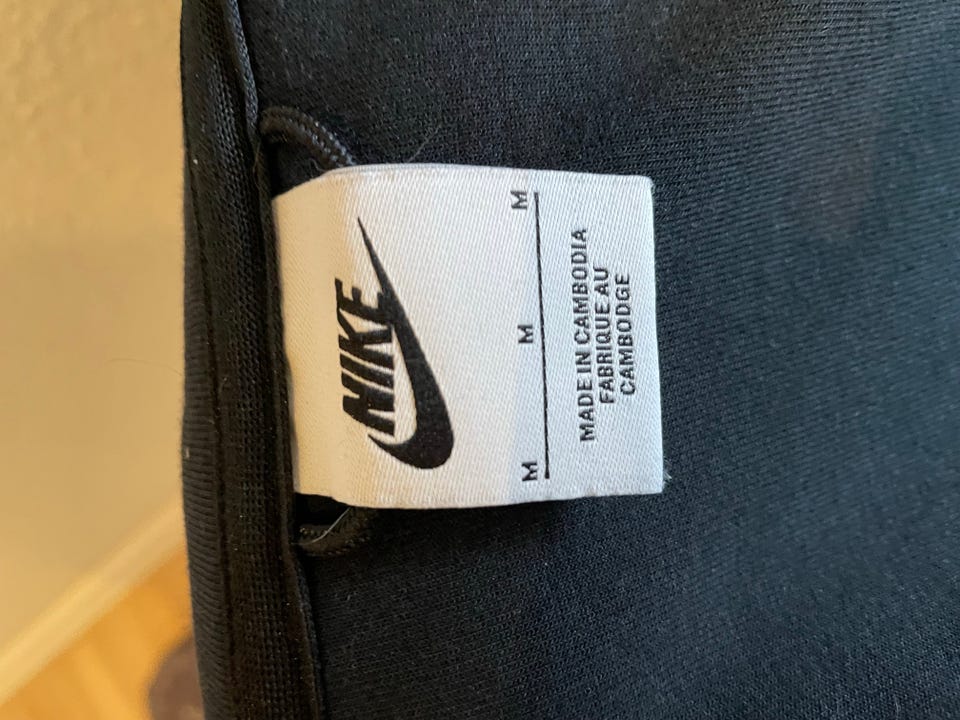 NIKE
M M M
MADE IN CAMBODIA
FABRIQUE AU
CAMBODGE